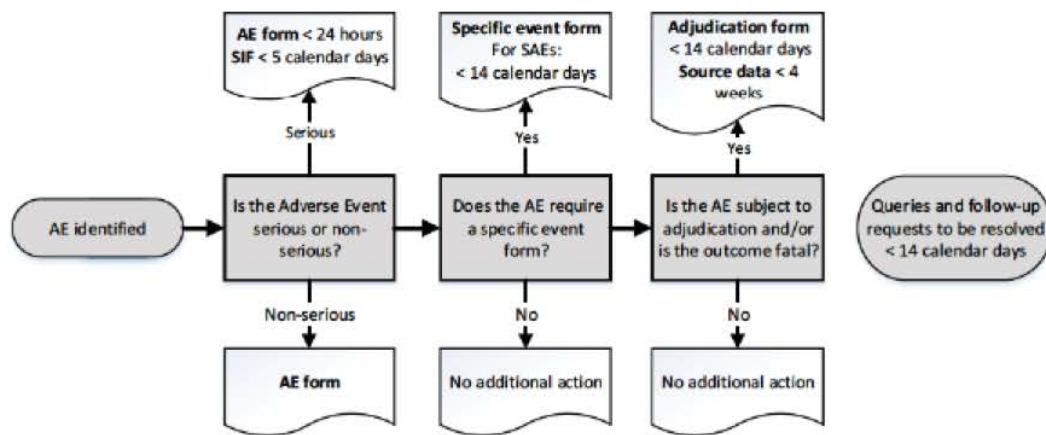 AE form < 24 hours
SIF < 5 calendar days
Specific event form
For SAEs:
< 14 calendar days
Adjudication form
< 14 calendar days
Source data < 4
weeks
Serious
Yes
Yes
AE identified
Is the Adverse Event
serious or non-
serious?
Does the AE require
a specific event
form?
Is the AE subject to
adjudication and/or
is the outcome fatal?
Queries and follow-up
requests to be resolved
< 14 calendar days
Non-serious
No
No
AE form
No additional action
No additional action